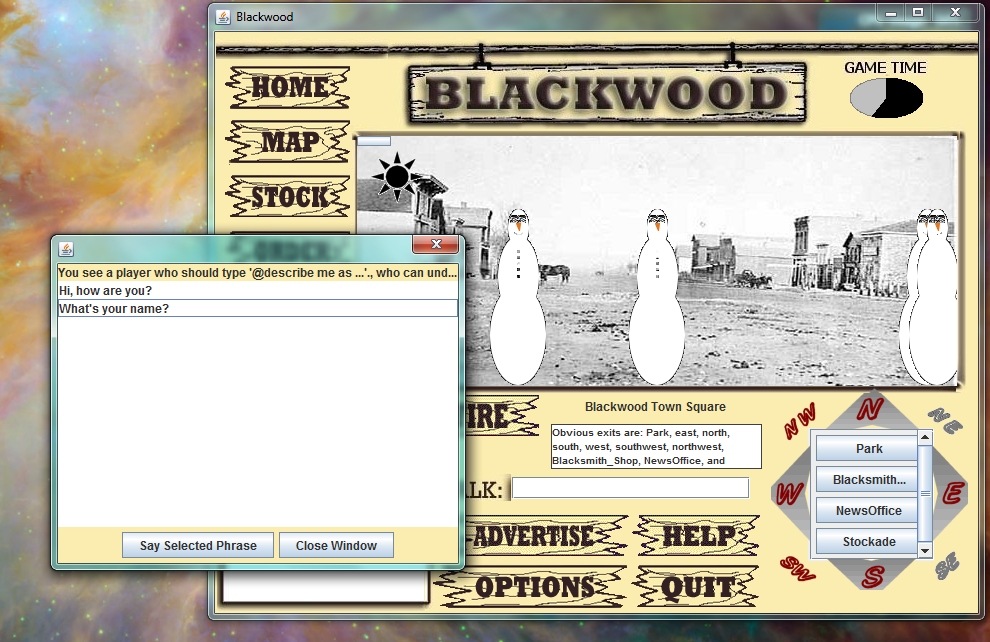 Blackwood
BLACKWOOD
GAME TIME
HOME
MAP
STOCK
ORDER
You see a player who should type '@describe me as ...'., who can und...
Hi, how are you?
What's your name?
Say Selected Phrase
Close Window
Blackwood Town Square
Obvious exits are: Park, east, north,
south, west, southwest, northwest,
Blacksmith_Shop, NewsOffice, and
LK:
ADVERTISE
HELP
OPTIONS
QUIT
NW
N
NE
W
E
SW
S
SE
Park
Blacksmith...
NewsOffice
Stockade